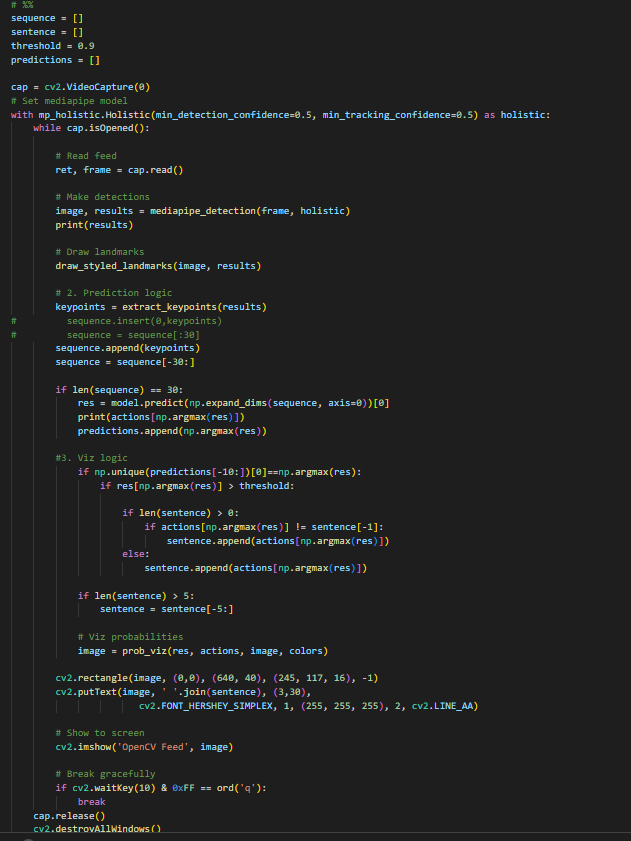 # %%
sequence = []
sentence = []
threshold = 0.9
predictions = []

cap = cv2.VideoCapture(0)
# Set mediapipe model
with mp_holistic.Holistic(min_detection_confidence=0.5, min_tracking_confidence=0.5) as holistic:
    while cap.isOpened():

        # Read feed
        ret, frame = cap.read()

        # Make detections
        image, results = mediapipe_detection(frame, holistic)
        print(results)

        # Draw landmarks
        draw_styled_landmarks(image, results)

        # 2. Prediction logic
        keypoints = extract_keypoints(results)
#         sequence.insert(0,keypoints)
#         sequence = sequence[:30]
        sequence.append(keypoints)
        sequence = sequence[-30:]

        if len(sequence) == 30:
            res = model.predict(np.expand_dims(sequence, axis=0))[0]
            print(actions[np.argmax(res)])
            predictions.append(np.argmax(res))

        #3. Viz logic
            if np.unique(predictions[-10:])[0]==np.argmax(res):
                if res[np.argmax(res)] > threshold:

                    if len(sentence) > 0:
                        if actions[np.argmax(res)] != sentence[-1]:
                            sentence.append(actions[np.argmax(res)])
                    else:
                        sentence.append(actions[np.argmax(res)])

            if len(sentence) > 5:
                sentence = sentence[-5:]

            # Viz probabilities
            image = prob_viz(res, actions, image, colors)

        cv2.rectangle(image, (0,0), (640, 40), (245, 117, 16), -1)
        cv2.putText(image, ' '.join(sentence), (3,30),
                       cv2.FONT_HERSHEY_SIMPLEX, 1, (255, 255, 255), 2, cv2.LINE_AA)

        # Show to screen
        cv2.imshow('OpenCV Feed', image)

        # Break gracefully
        if cv2.waitKey(10) & 0xFF == ord('q'):
            break
    cap.release()
    cv2.destroyAllWindows()